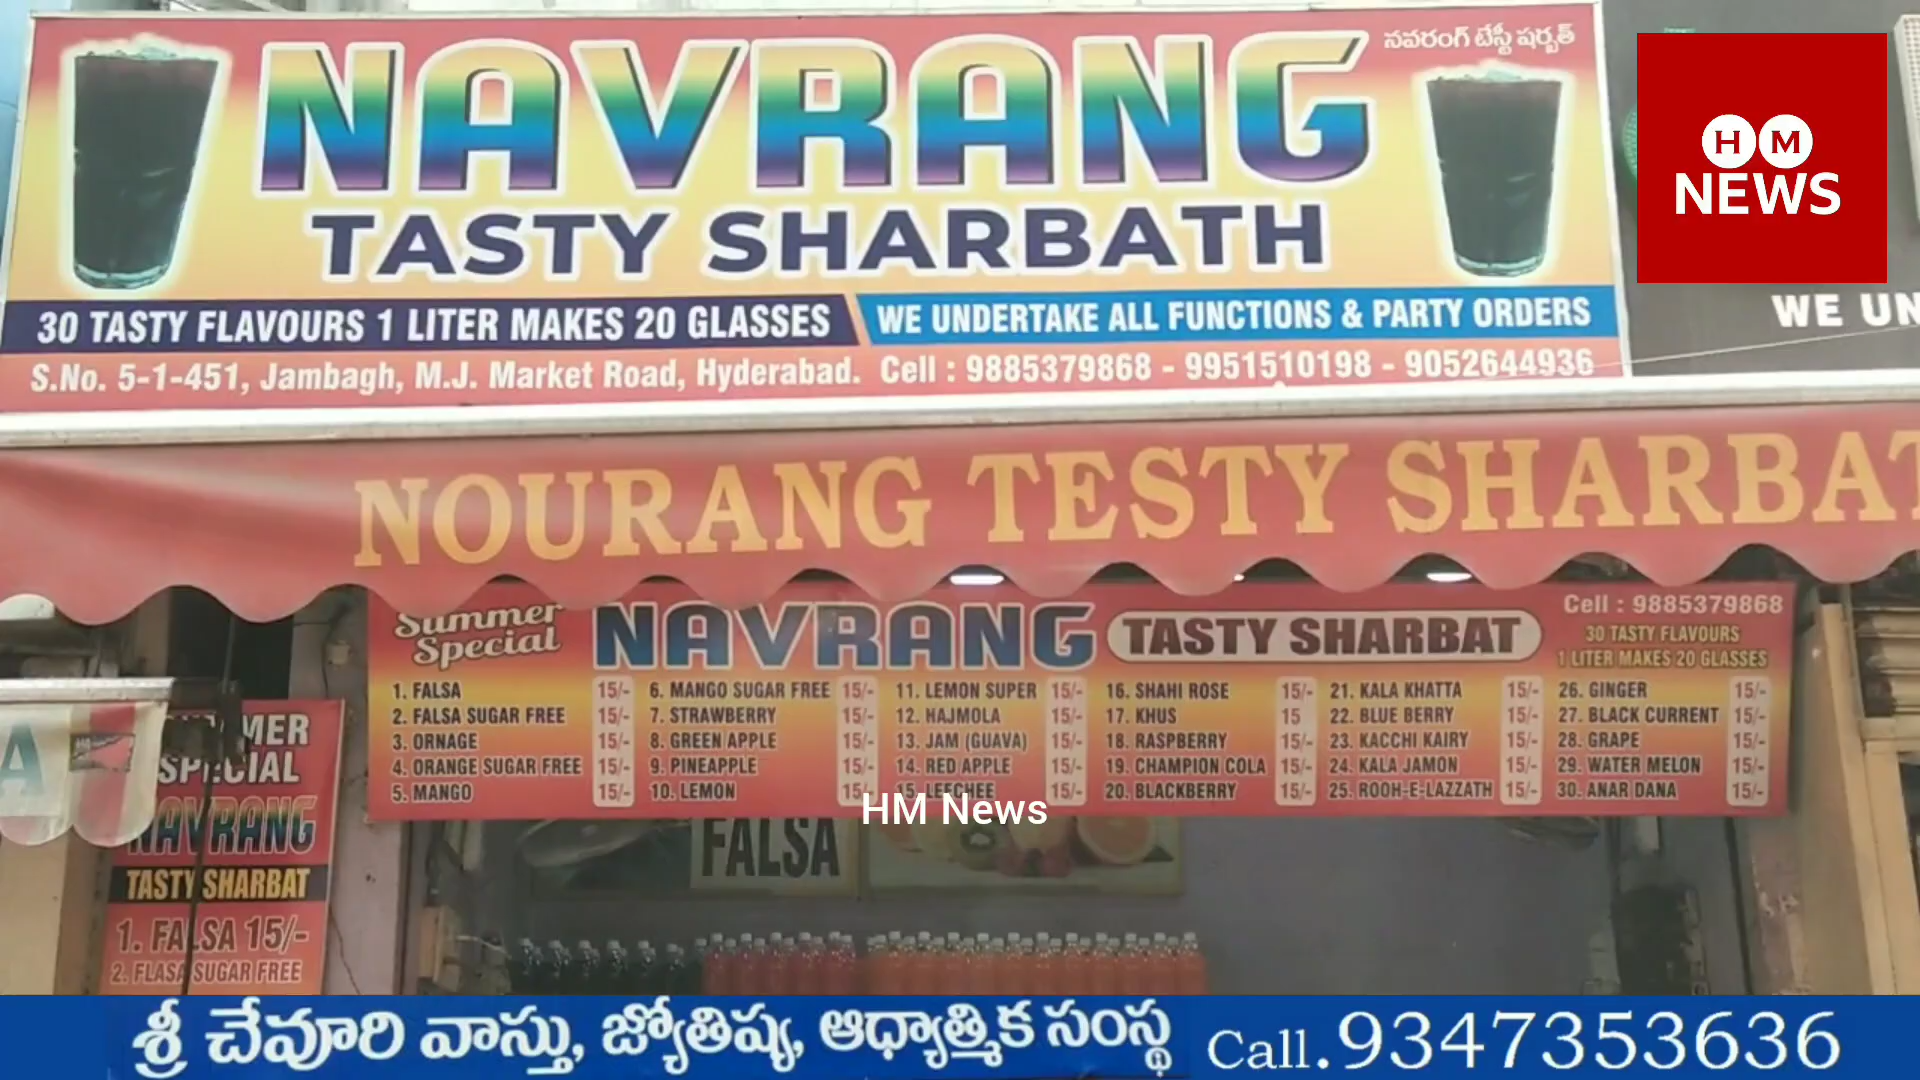 NAVRANG
నవరంగ్ టేస్టీ షర్బత్
TASTY SHARBATH
30 TASTY FLAVOURS 1 LITER MAKES 20 GLASSES
WE UNDERTAKE ALL FUNCTIONS & PARTY ORDERS
S.No. 5-1-451, Jambagh, M.J. Market Road, Hyderabad. Cell : 9885379868 - 9951510198 - 9052644936
H M
NEWS
WE UN
NOURANG TESTY SHARBAT
Summer
Special
NAVRANG
TASTY SHARBAT
Cell : 9885379868
30 TASTY FLAVOURS
1 LITER MAKES 20 GLASSES
1. FALSA 15/-
2. FALSA SUGAR FREE 15/-
3. ORNAGE 15/-
4. ORANGE SUGAR FREE 15/-
5. MANGO 15/-
6. MANGO SUGAR FREE 15/-
7. STRAWBERRY 15/-
8. GREEN APPLE 15/-
9. PINEAPPLE 15/-
10. LEMON 15/-
11. LEMON SUPER 15/-
12. HAJMOLA 15/-
13. JAM (GUAVA) 15/-
14. RED APPLE 15/-
15. LEECHEE 15/-
16. SHAHI ROSE 15/-
17. KHUS 15
18. RASPBERRY 15/-
19. CHAMPION COLA 15/-
20. BLACKBERRY 15/-
21. KALA KHATTA 15/-
22. BLUE BERRY 15/-
23. KACCHI KAIRY 15/-
24. KALA JAMON 15/-
25. ROOH-E-LAZZATH 15/-
26. GINGER 15/-
27. BLACK CURRENT 15/-
28. GRAPE 15/-
29. WATER MELON 15/-
30. ANAR DANA 15/-
HM News
FALSA
A
SPECIAL
NAVRANG
TASTY SHARBAT
1. FALSA 15/-
2. FLASA SUGAR FREE
శ్రీ చేవూరి వాస్తు, జ్యోతిష్య, ఆధ్యాత్మిక సంస్థ Call.9347353636